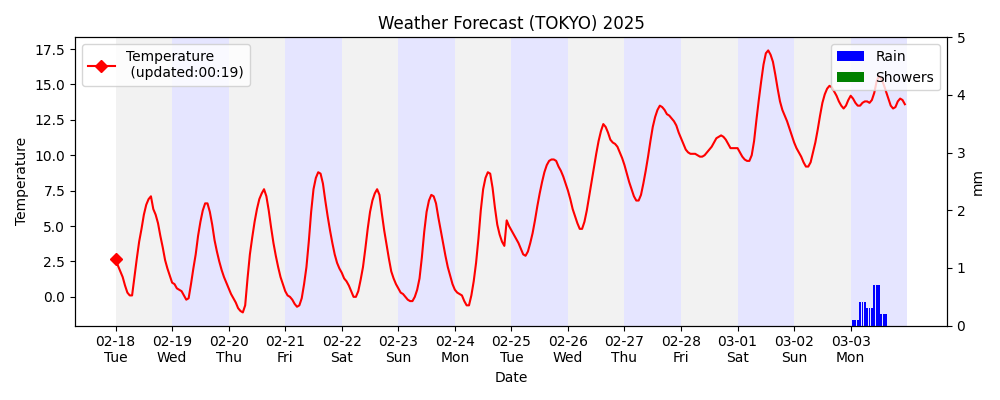 Weather Forecast (TOKYO) 2025
Temperature
(updated:00:19)
Rain
Showers
Temperature
17.5
15.0
12.5
10.0
7.5
5.0
2.5
0.0
5
4
3
2
1
0
mm
02-18 02-19 02-20 02-21 02-22 02-23 02-24 02-25 02-26 02-27 02-28 03-01 03-02 03-03
Tue Wed Thu Fri Sat Sun Mon Tue Wed Thu Fri Sat Sun Mon
Date